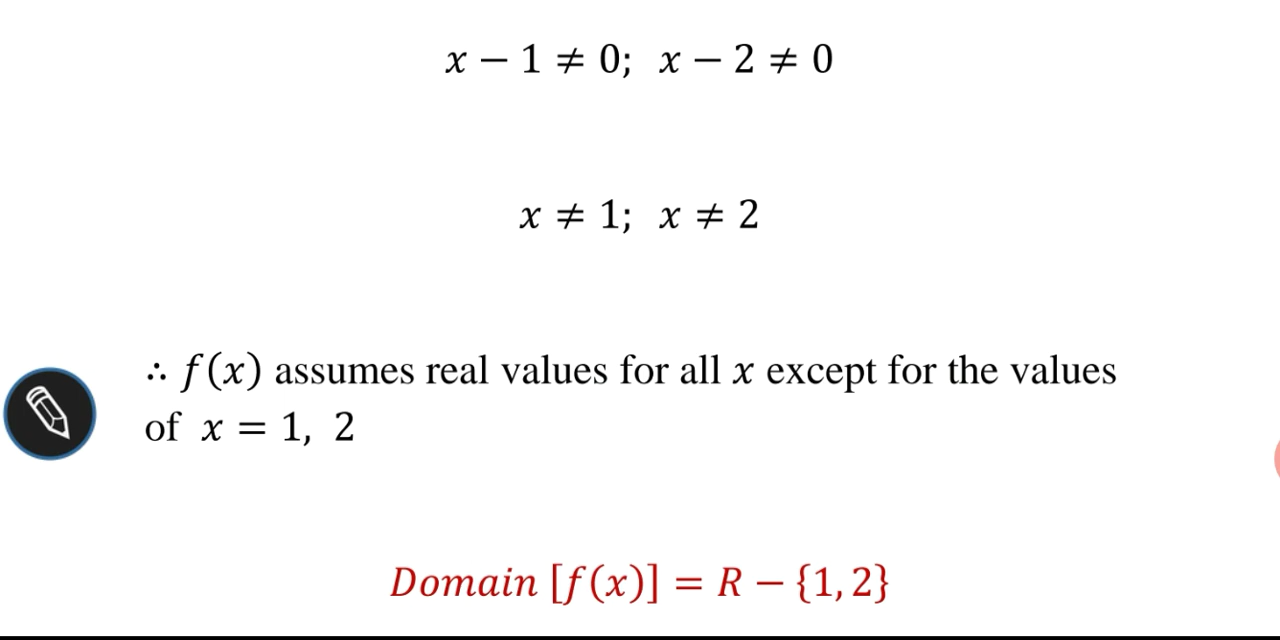 x − 1 ≠ 0; x − 2 ≠ 0
x ≠ 1; x ≠ 2
∴ f(x) assumes real values for all x except for the values
of x = 1, 2
Domain [f(x)] = R − {1, 2}